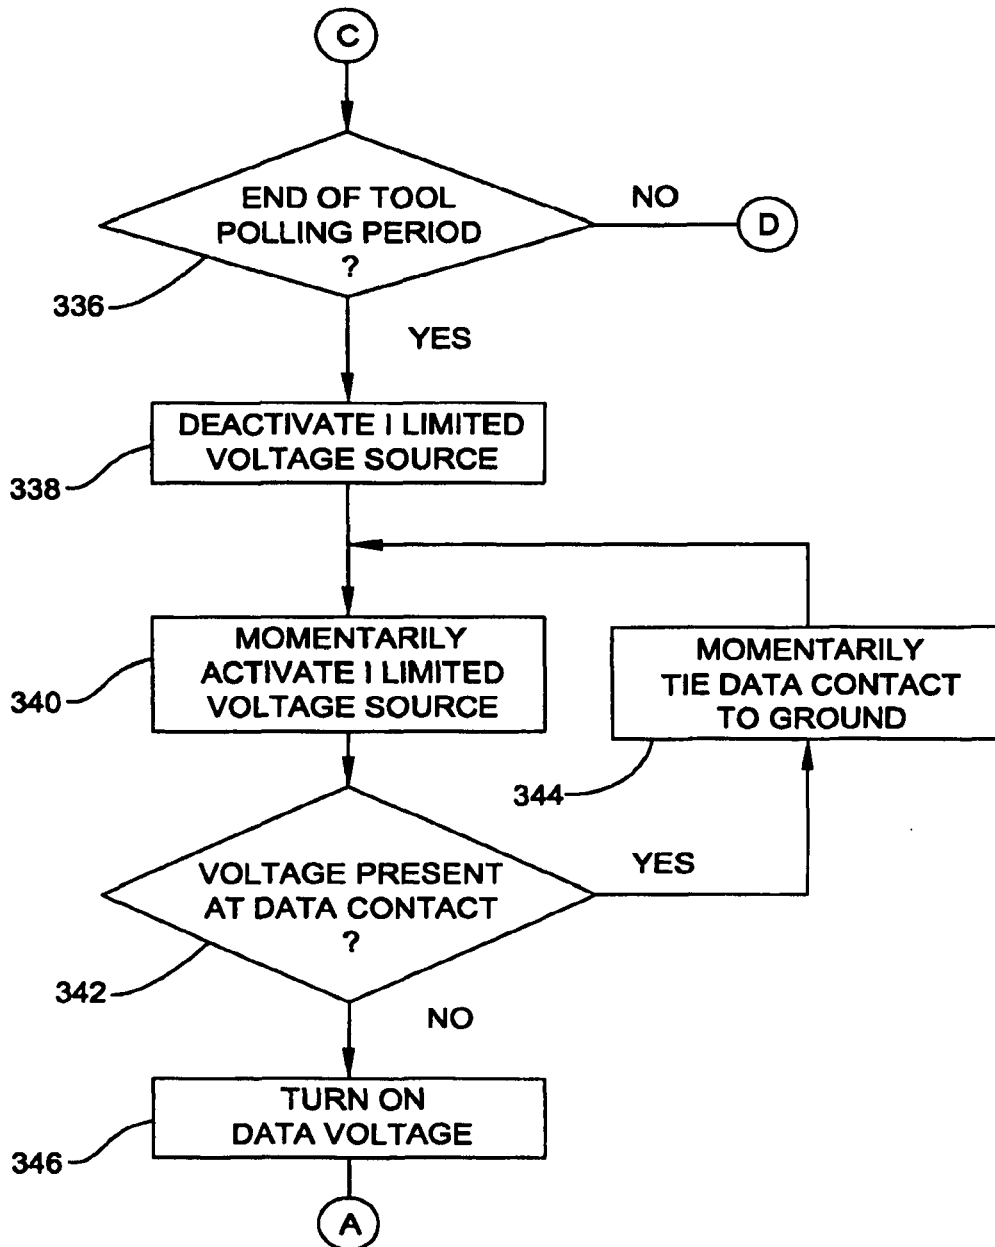 C
END OF TOOL
POLLING PERIOD
?
NO
D
336
YES
DEACTIVATE I LIMITED
VOLTAGE SOURCE
338
MOMENTARILY
ACTIVATE I LIMITED
VOLTAGE SOURCE
340
MOMENTARILY
TIE DATA CONTACT
TO GROUND
344
VOLTAGE PRESENT
AT DATA CONTACT
?
YES
342
NO
TURN ON
DATA VOLTAGE
346
A